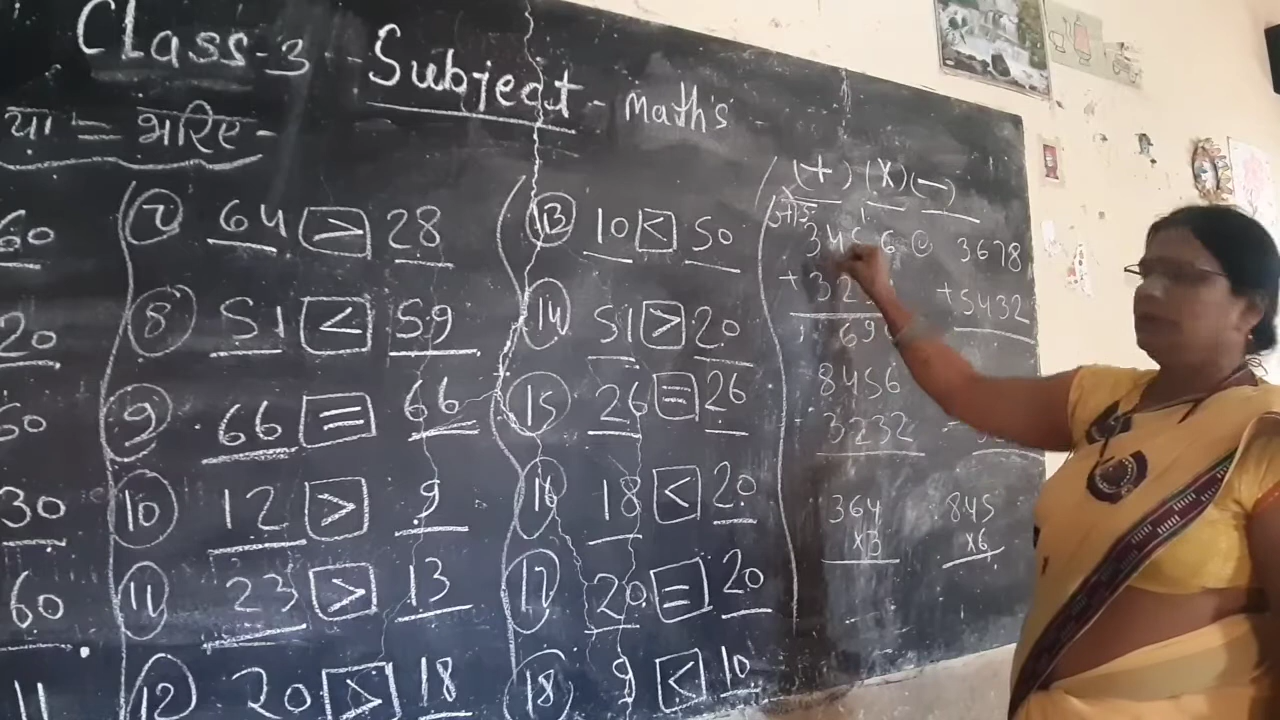 Class-3 - Subject - maths
या = भरिए -
60
20
60
30
60
11
7 64 > 28
8 51 < 59
9 66 = 66
10 12 > 9
11 23 > 13
12 20 > 18
13 10 < 50
14 51 > 20
15 26 = 26
16 18 < 20
17 20 = 20
18 9 < 10
(+) (x) (-)
3678
+5432
8456
3232
364
x3
845
x6